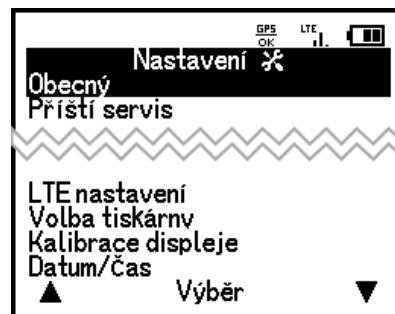 GPS LTE
OK
Nastavení
Obecný
Příští servis
LTE nastavení
Volba tiskárny
Kalibrace displeje
Datum/Čas
Výběr